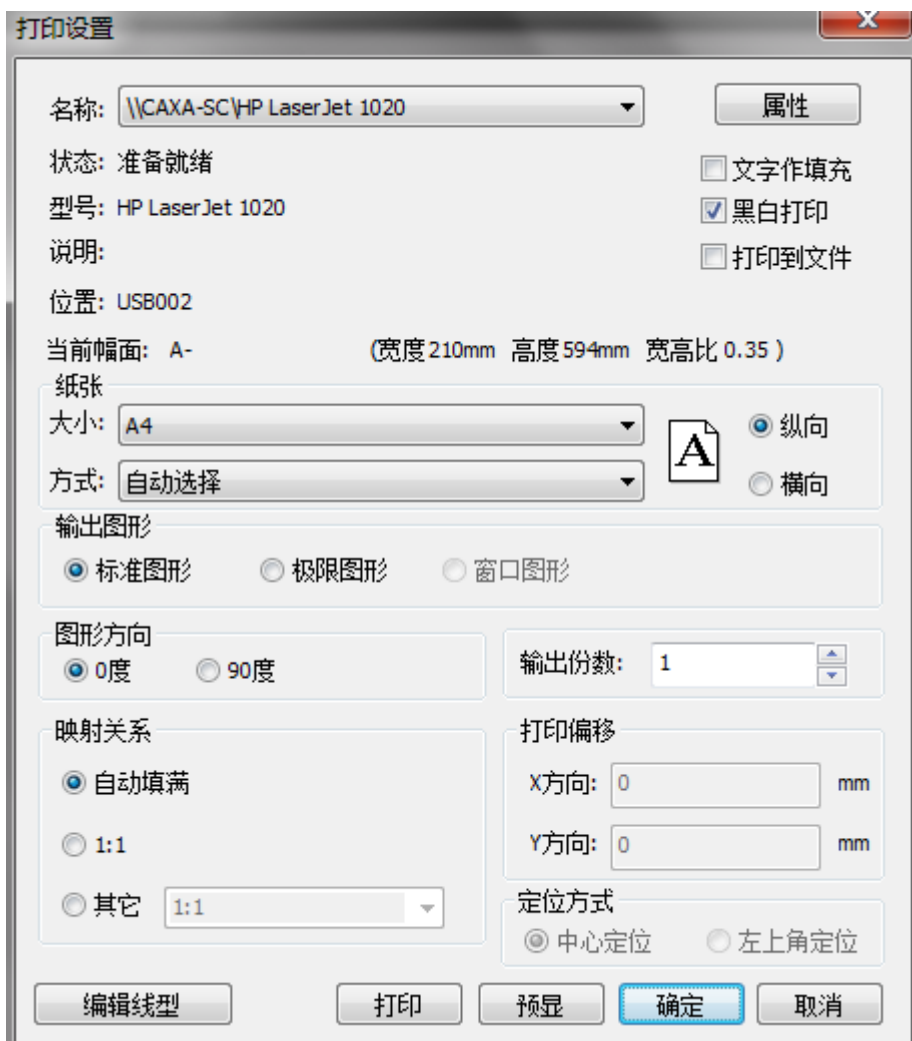 打印设置
名称: \\CAXA-SC\HP LaserJet 1020 属性
状态: 准备就绪 文字作填充
型号: HP LaserJet 1020 黑白打印
说明: 打印到文件
位置: USB002
当前幅面: A- (宽度210mm 高度594mm 宽高比 0.35 )
纸张
大小: A4 A 纵向
方式: 自动选择 横向
输出图形
标准图形 极限图形 窗口图形
图形方向
0度 90度 输出份数: 1
映射关系 打印偏移
自动填满 X方向: 0 mm
1:1 Y方向: 0 mm
其它 1:1 定位方式
中心定位 左上角定位
编辑线型 打印 预显 确定 取消